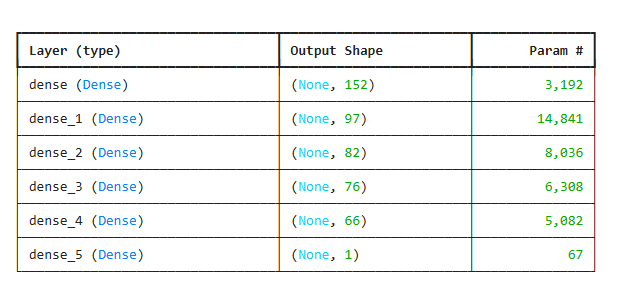 Layer (type) Output Shape Param #
dense (Dense) (None, 152) 3,192
dense_1 (Dense) (None, 97) 14,841
dense_2 (Dense) (None, 82) 8,036
dense_3 (Dense) (None, 76) 6,308
dense_4 (Dense) (None, 66) 5,082
dense_5 (Dense) (None, 1) 67